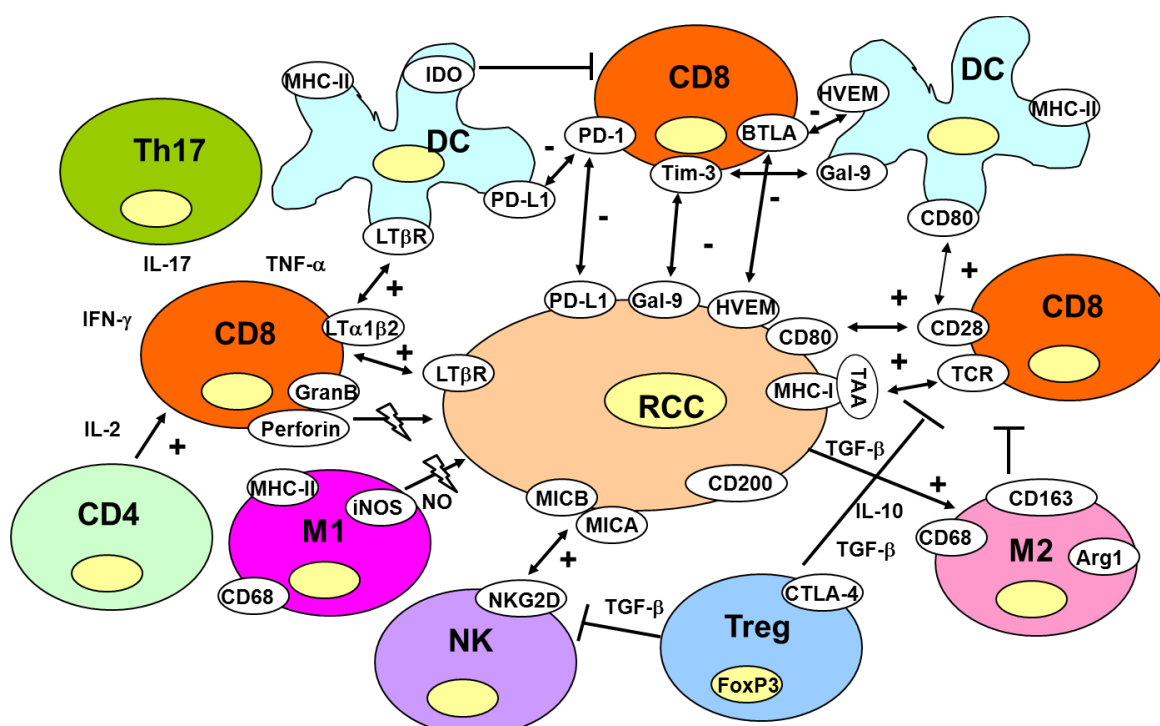 MHC-II
IDO
DC
Th17
PD-L1
LTβR
CD8
PD-1
BTLA
Tim-3
-
-
-
-
-
HVEM
DC
MHC-II
Gal-9
CD80
IL-17
TNF-α
IFN-γ
+
CD8
LTα1β2
+
GranB
Perforin
IL-2
+
CD4
PD-L1
Gal-9
HVEM
CD80
LTβR
RCC
MHC-I
TAA
CD200
MICB
MICA
+
+
+
CD28
TCR
CD8
MHC-II
iNOS
NO
M1
CD68
+
NKG2D
NK
TGF-β
CTLA-4
Treg
FoxP3
TGF-β
+
IL-10
TGF-β
CD163
CD68
M2
Arg1